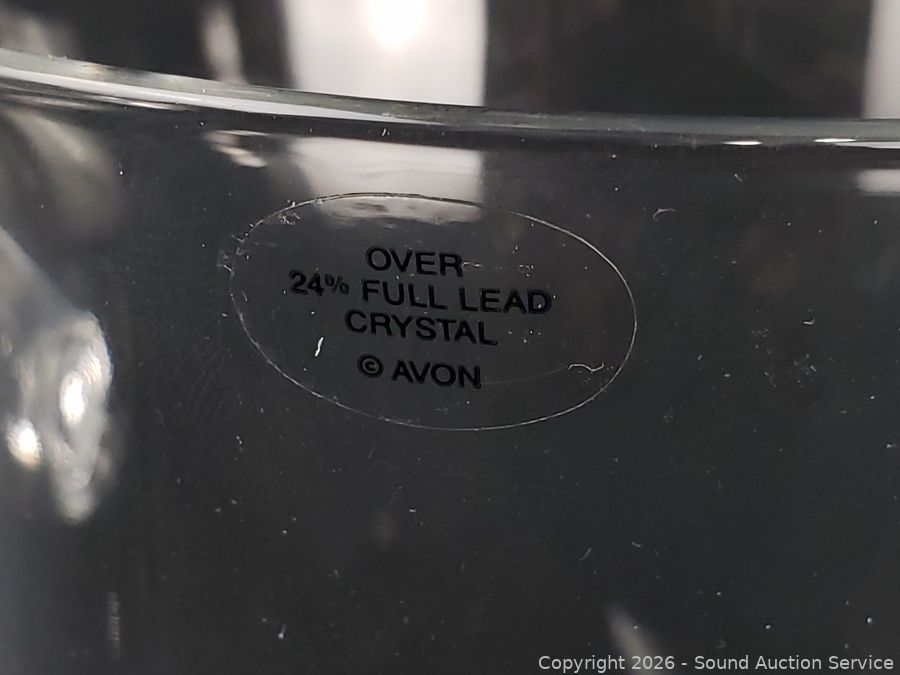 OVER
24% FULL LEAD
CRYSTAL
© AVON
Copyright 2026 - Sound Auction Service